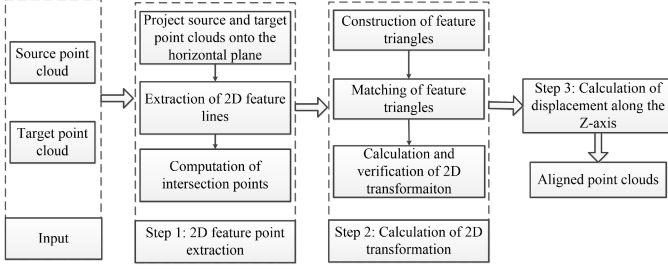 Source point
cloud
Target point
cloud
Input
Project source and target
point clouds onto the
horizontal plane
Extraction of 2D feature
lines
Computation of
intersection points
Step 1: 2D feature point
extraction
Construction of feature
triangles
Matching of feature
triangles
Calculation and
verification of 2D
transformaiton
Step 2: Calculation of 2D
transformation
Step 3: Calculation of
displacement along the
Z-axis
Aligned point clouds